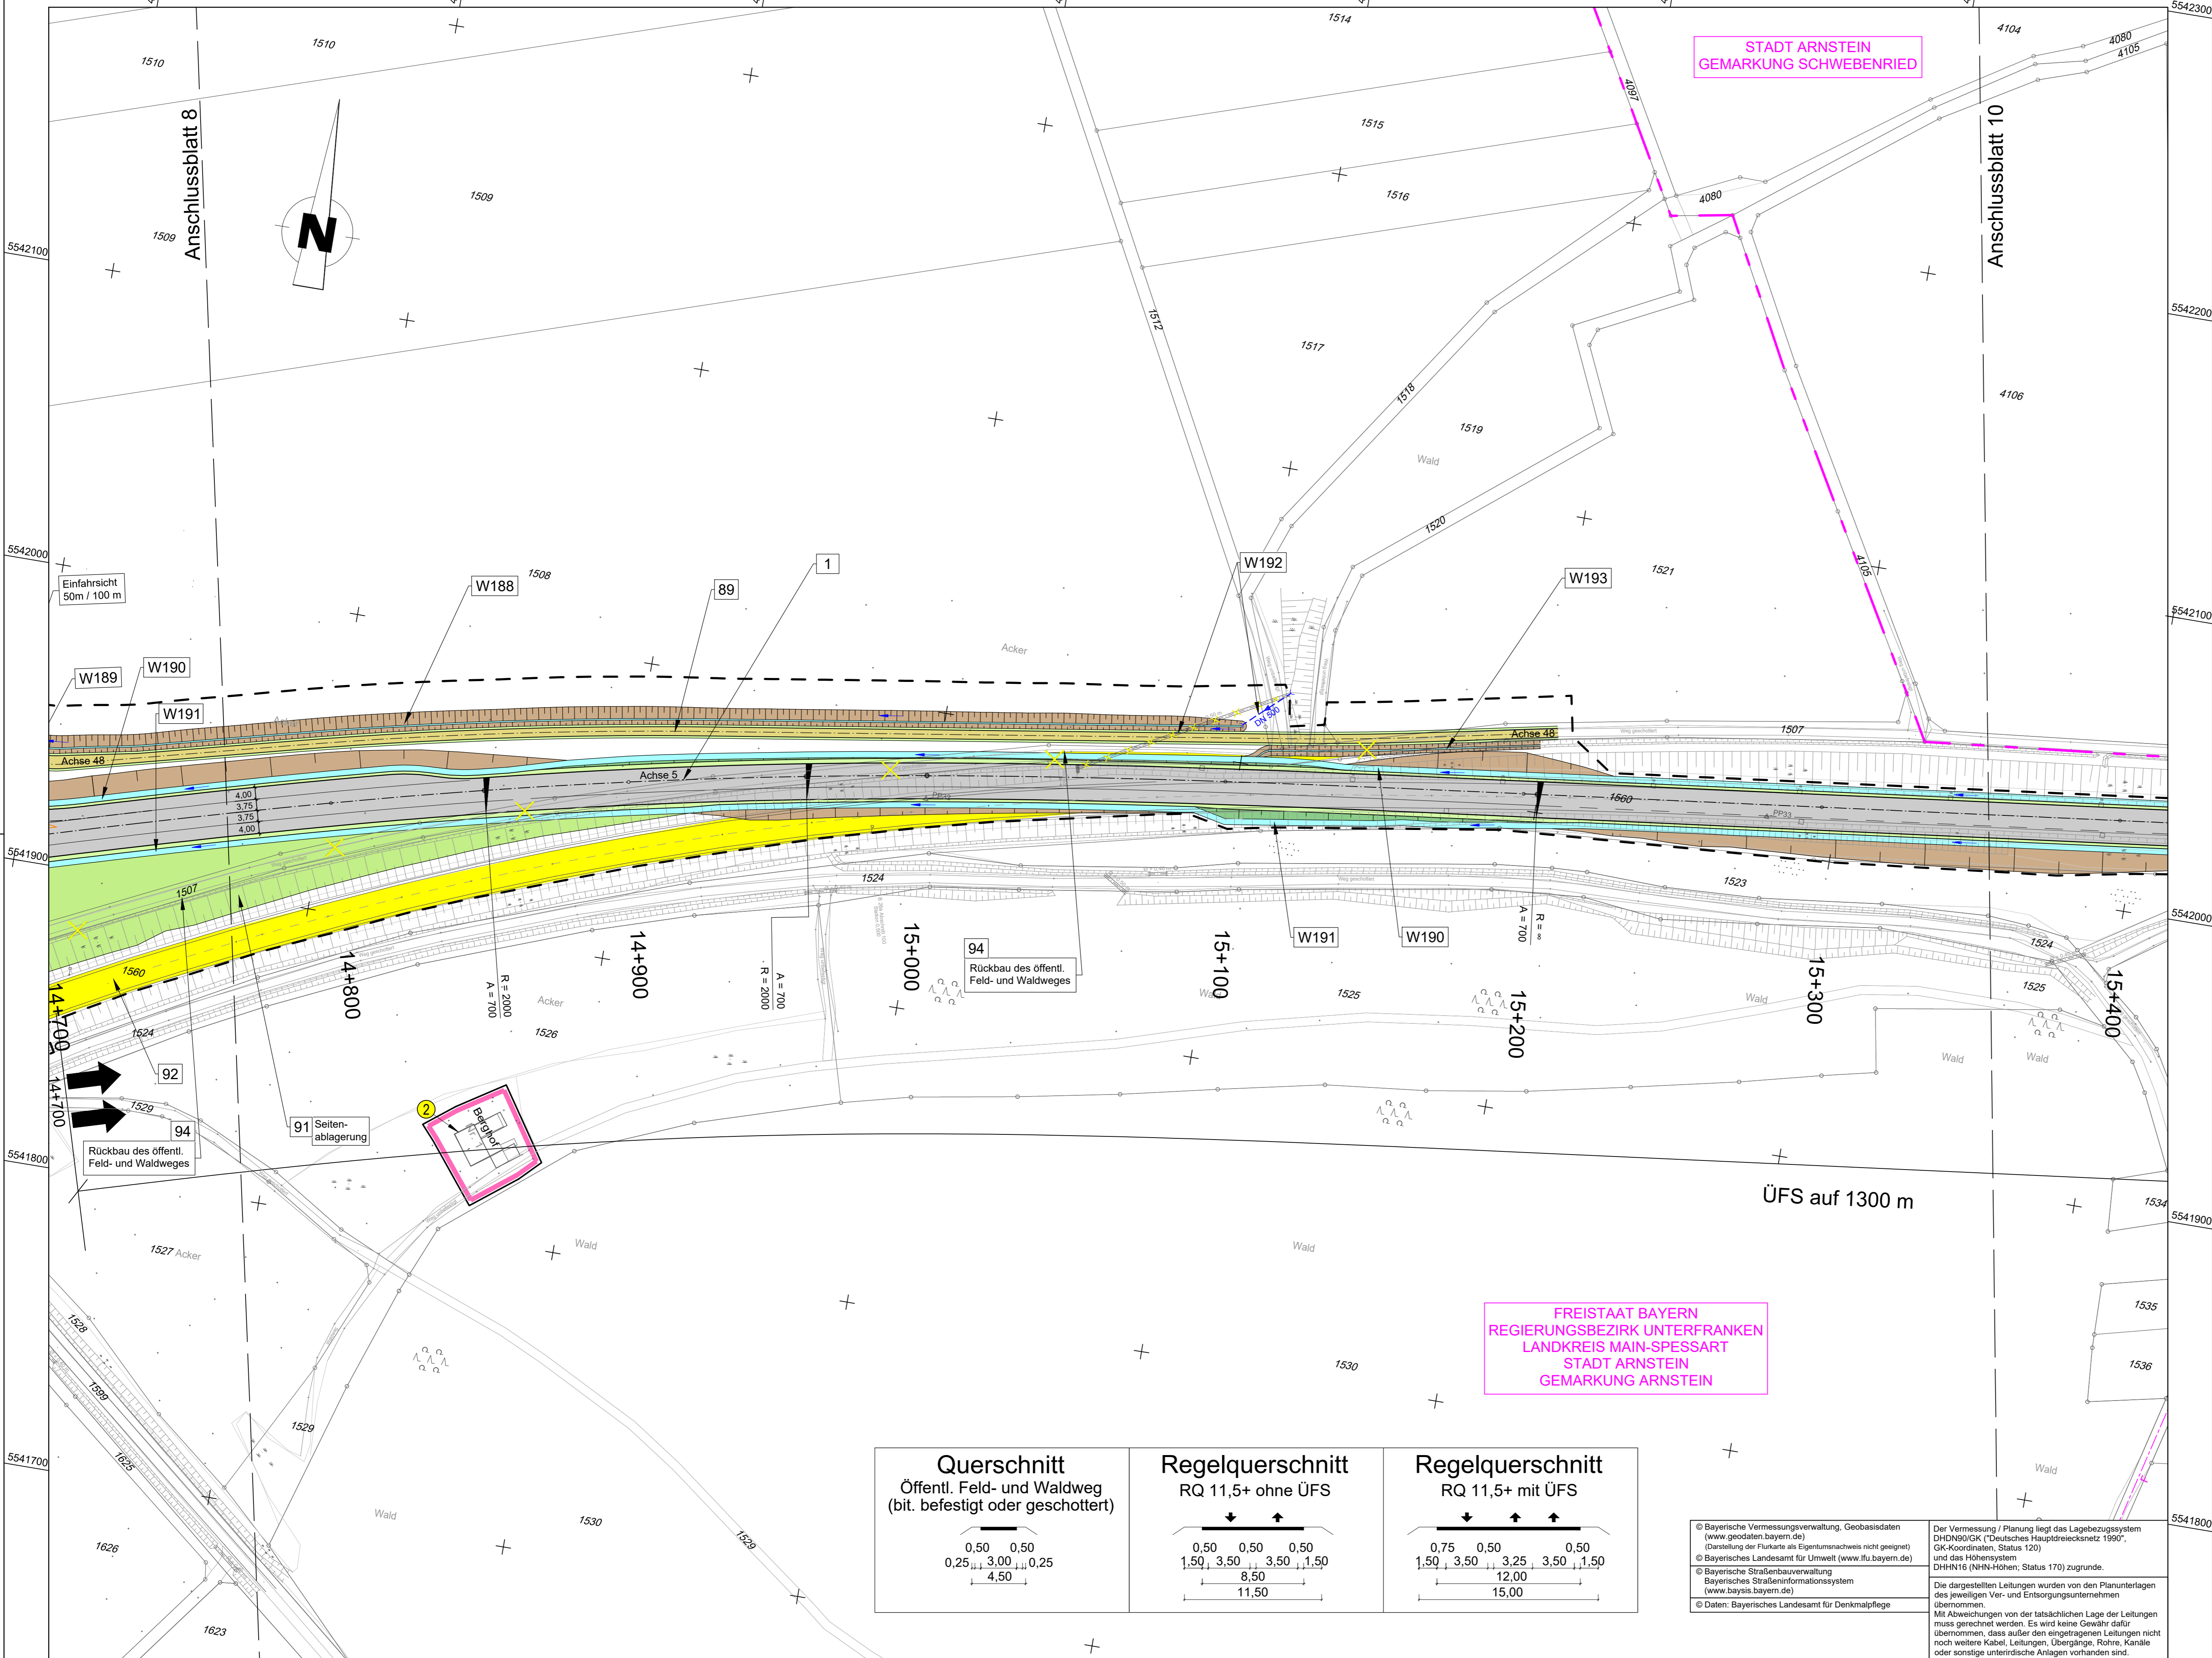 5542300
STADT ARNSTEIN
GEMARKUNG SCHWEBENRIED
1514
4104
4080
4105
1510
1510
4097
Anschlussblatt 8
Anschlussblatt 10
1515
1509
1516
4080
N
1509
5542100
5542200
1512
1517
1518
4106
1519
Wald
1520
5542000
Einfahrsicht
50m / 100 m
1508
W188
89
1
W192
W193
1521
4105
5542100
Acker
W189
W190
W191
DN 500
Achse 48
Achse 48
Weg geschottert
1507
Achse 5
4,00
3,75
3,75
4,00
1560
PP33
5541900
1507
1524
Weg geschottert
1523
5542000
1560
14+700
14+800
14+900
15+000
15+100
15+200
15+300
15+400
R = 2000
A = 700
A = 700
R = 2000
R = ∞
A = 700
94
Rückbau des öffentl.
Feld- und Waldweges
W191
W190
1524
1524
Acker
1526
1525
Wald
1525
Wald
Wald
92
14+700
1529
94
Rückbau des öffentl.
Feld- und Waldweges
91
Seiten-
ablagerung
2
Berghof
5541800
ÜFS auf 1300 m
1534
5541900
1527
Acker
Wald
Wald
1528
1535
FREISTAAT BAYERN
REGIERUNGSBEZIRK UNTERFRANKEN
LANDKREIS MAIN-SPESSART
STADT ARNSTEIN
GEMARKUNG ARNSTEIN
1530
1536
1599
1529
1625
5541700
Wald
Wald
1530
1529
1626
1623
5541800
Querschnitt
Öffentl. Feld- und Waldweg
(bit. befestigt oder geschottert)
0,50 0,50
0,25 3,00 0,25
4,50
Regelquerschnitt
RQ 11,5+ ohne ÜFS
0,50 0,50 0,50
1,50 3,50 3,50 1,50
8,50
11,50
Regelquerschnitt
RQ 11,5+ mit ÜFS
0,75 0,50 0,50
1,50 3,50 3,25 3,50 1,50
12,00
15,00
© Bayerische Vermessungsverwaltung, Geobasisdaten
(www.geodaten.bayern.de)
(Darstellung der Flurkarte als Eigentumsnachweis nicht geeignet)
© Bayerisches Landesamt für Umwelt (www.lfu.bayern.de)
© Bayerische Straßenbauverwaltung
Bayerisches Straßeninformationssystem
(www.baysis.bayern.de)
© Daten: Bayerisches Landesamt für Denkmalpflege
Der Vermessung / Planung liegt das Lagebezugssystem
DHDN90/GK ("Deutsches Hauptdreiecksnetz 1990",
GK-Koordinaten, Status 120)
und das Höhensystem
DHHN16 (NHN-Höhen; Status 170) zugrunde.
Die dargestellten Leitungen wurden von den Planunterlagen
des jeweiligen Ver- und Entsorgungsunternehmen
übernommen.
Mit Abweichungen von der tatsächlichen Lage der Leitungen
muss gerechnet werden. Es wird keine Gewähr dafür
übernommen, dass außer den eingetragenen Leitungen nicht
noch weitere Kabel, Leitungen, Übergänge, Rohre, Kanäle
oder sonstige unterirdische Anlagen vorhanden sind.